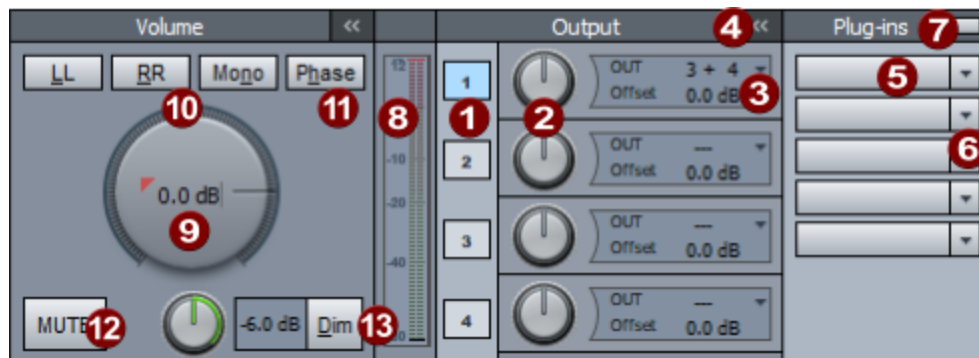 Volume « Output 4 « Plug-ins 7
LL RR Mono Phase
10 11
12 8 -10 -20 -40
1 1 2 3 4
2
OUT 3 + 4
Offset 0.0 dB 3
OUT ---
Offset 0.0 dB
OUT ---
Offset 0.0 dB
OUT ---
Offset 0.0 dB
5
6
0.0 dB
9
MUTE 12 -6.0 dB Dim 13